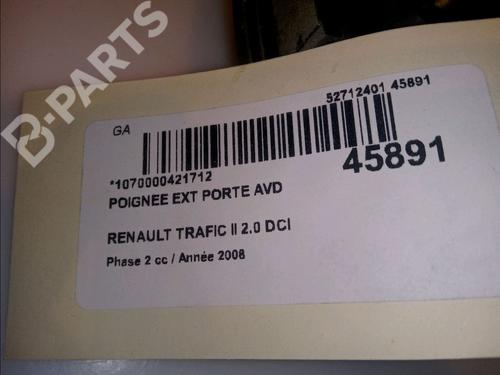 B-PARTS
GA
52712401 45891
*1070000421712
45891
POIGNEE EXT PORTE AVD
RENAULT TRAFIC II 2.0 DCI
Phase 2 cc / Année 2008